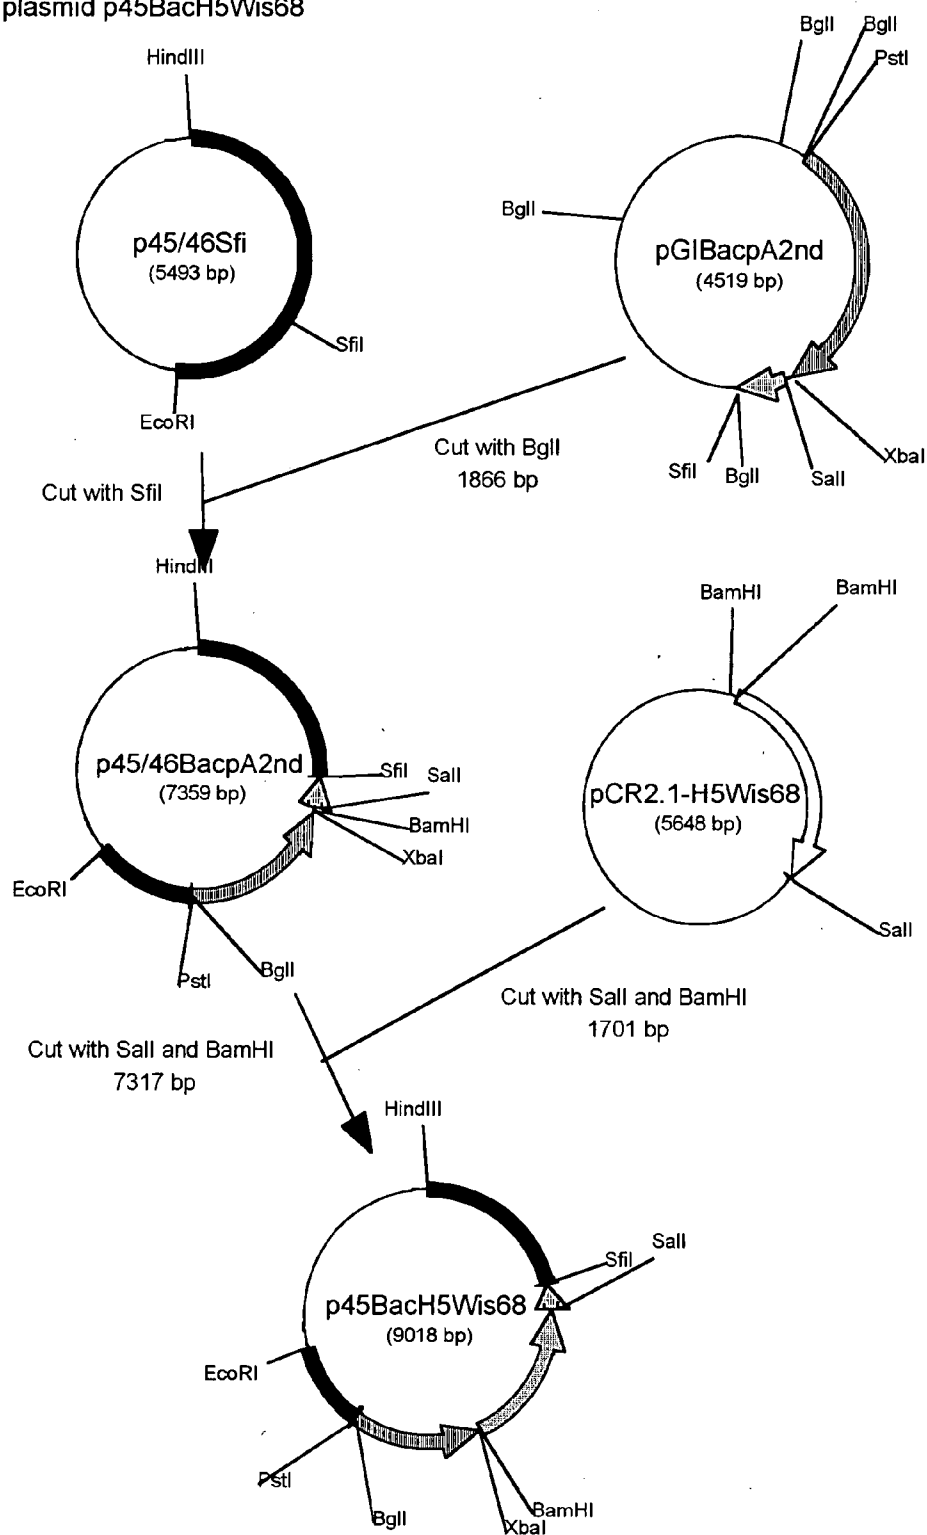 plasmid p45BacH5Wis68
HindIII
BglI
BglI
PstI
p45/46Sfi
(5493 bp)
BglI
pGIBacpA2nd
(4519 bp)
SfiI
EcoRI
Cut with BglI
1866 bp
SfiI
BglI
SalI
XbaI
Cut with SfiI
HindIII
BamHI
BamHI
p45/46BacpA2nd
(7359 bp)
SfiI
SalI
BamHI
XbaI
pCR2.1-H5Wis68
(5648 bp)
EcoRI
PstI
BglI
SalI
Cut with SalI and BamHI
1701 bp
Cut with SalI and BamHI
7317 bp
HindIII
SfiI
SalI
p45BacH5Wis68
(9018 bp)
EcoRI
PstI
BglI
BamHI
XbaI